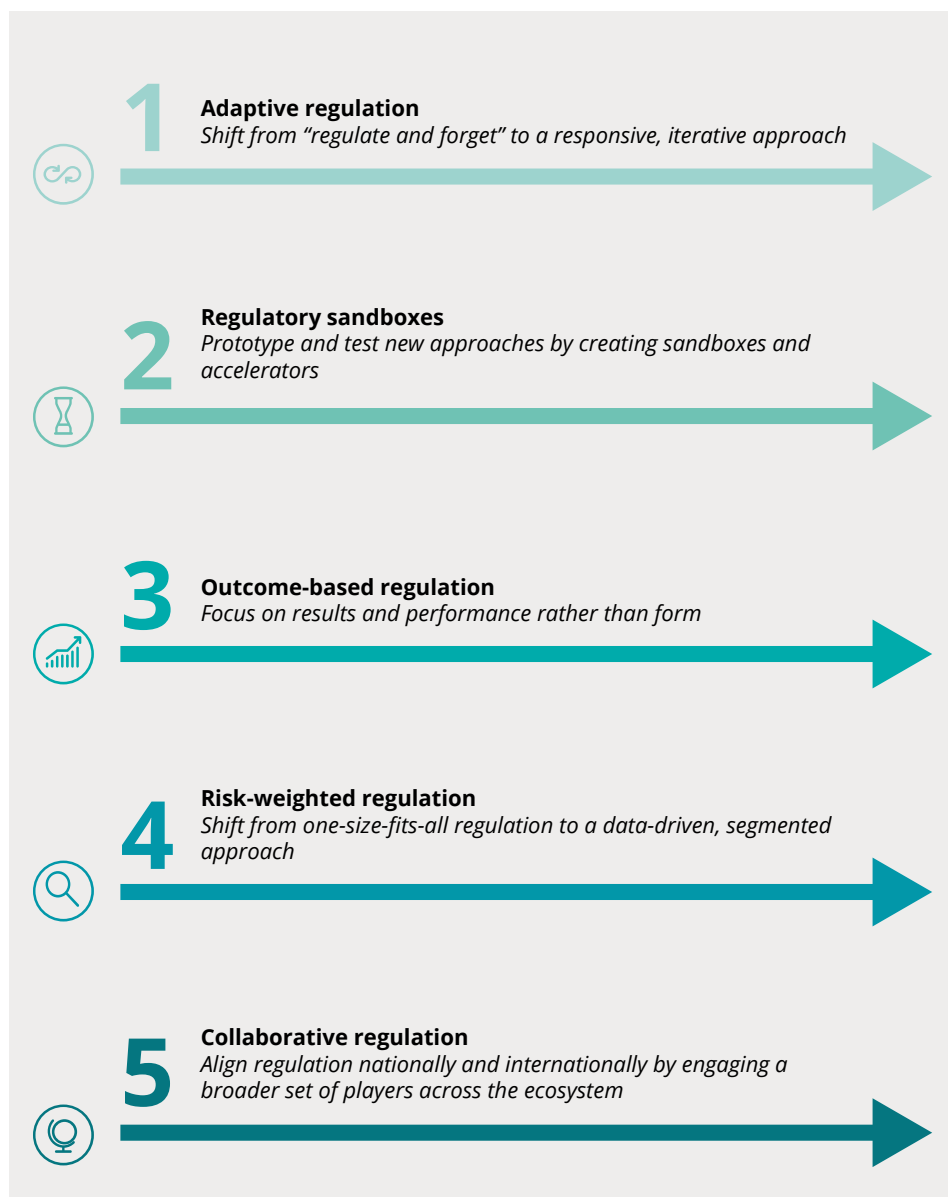 1
Adaptive regulation
Shift from “regulate and forget” to a responsive, iterative approach
2
Regulatory sandboxes
Prototype and test new approaches by creating sandboxes and
accelerators
3
Outcome-based regulation
Focus on results and performance rather than form
4
Risk-weighted regulation
Shift from one-size-fits-all regulation to a data-driven, segmented
approach
5
Collaborative regulation
Align regulation nationally and internationally by engaging a
broader set of players across the ecosystem